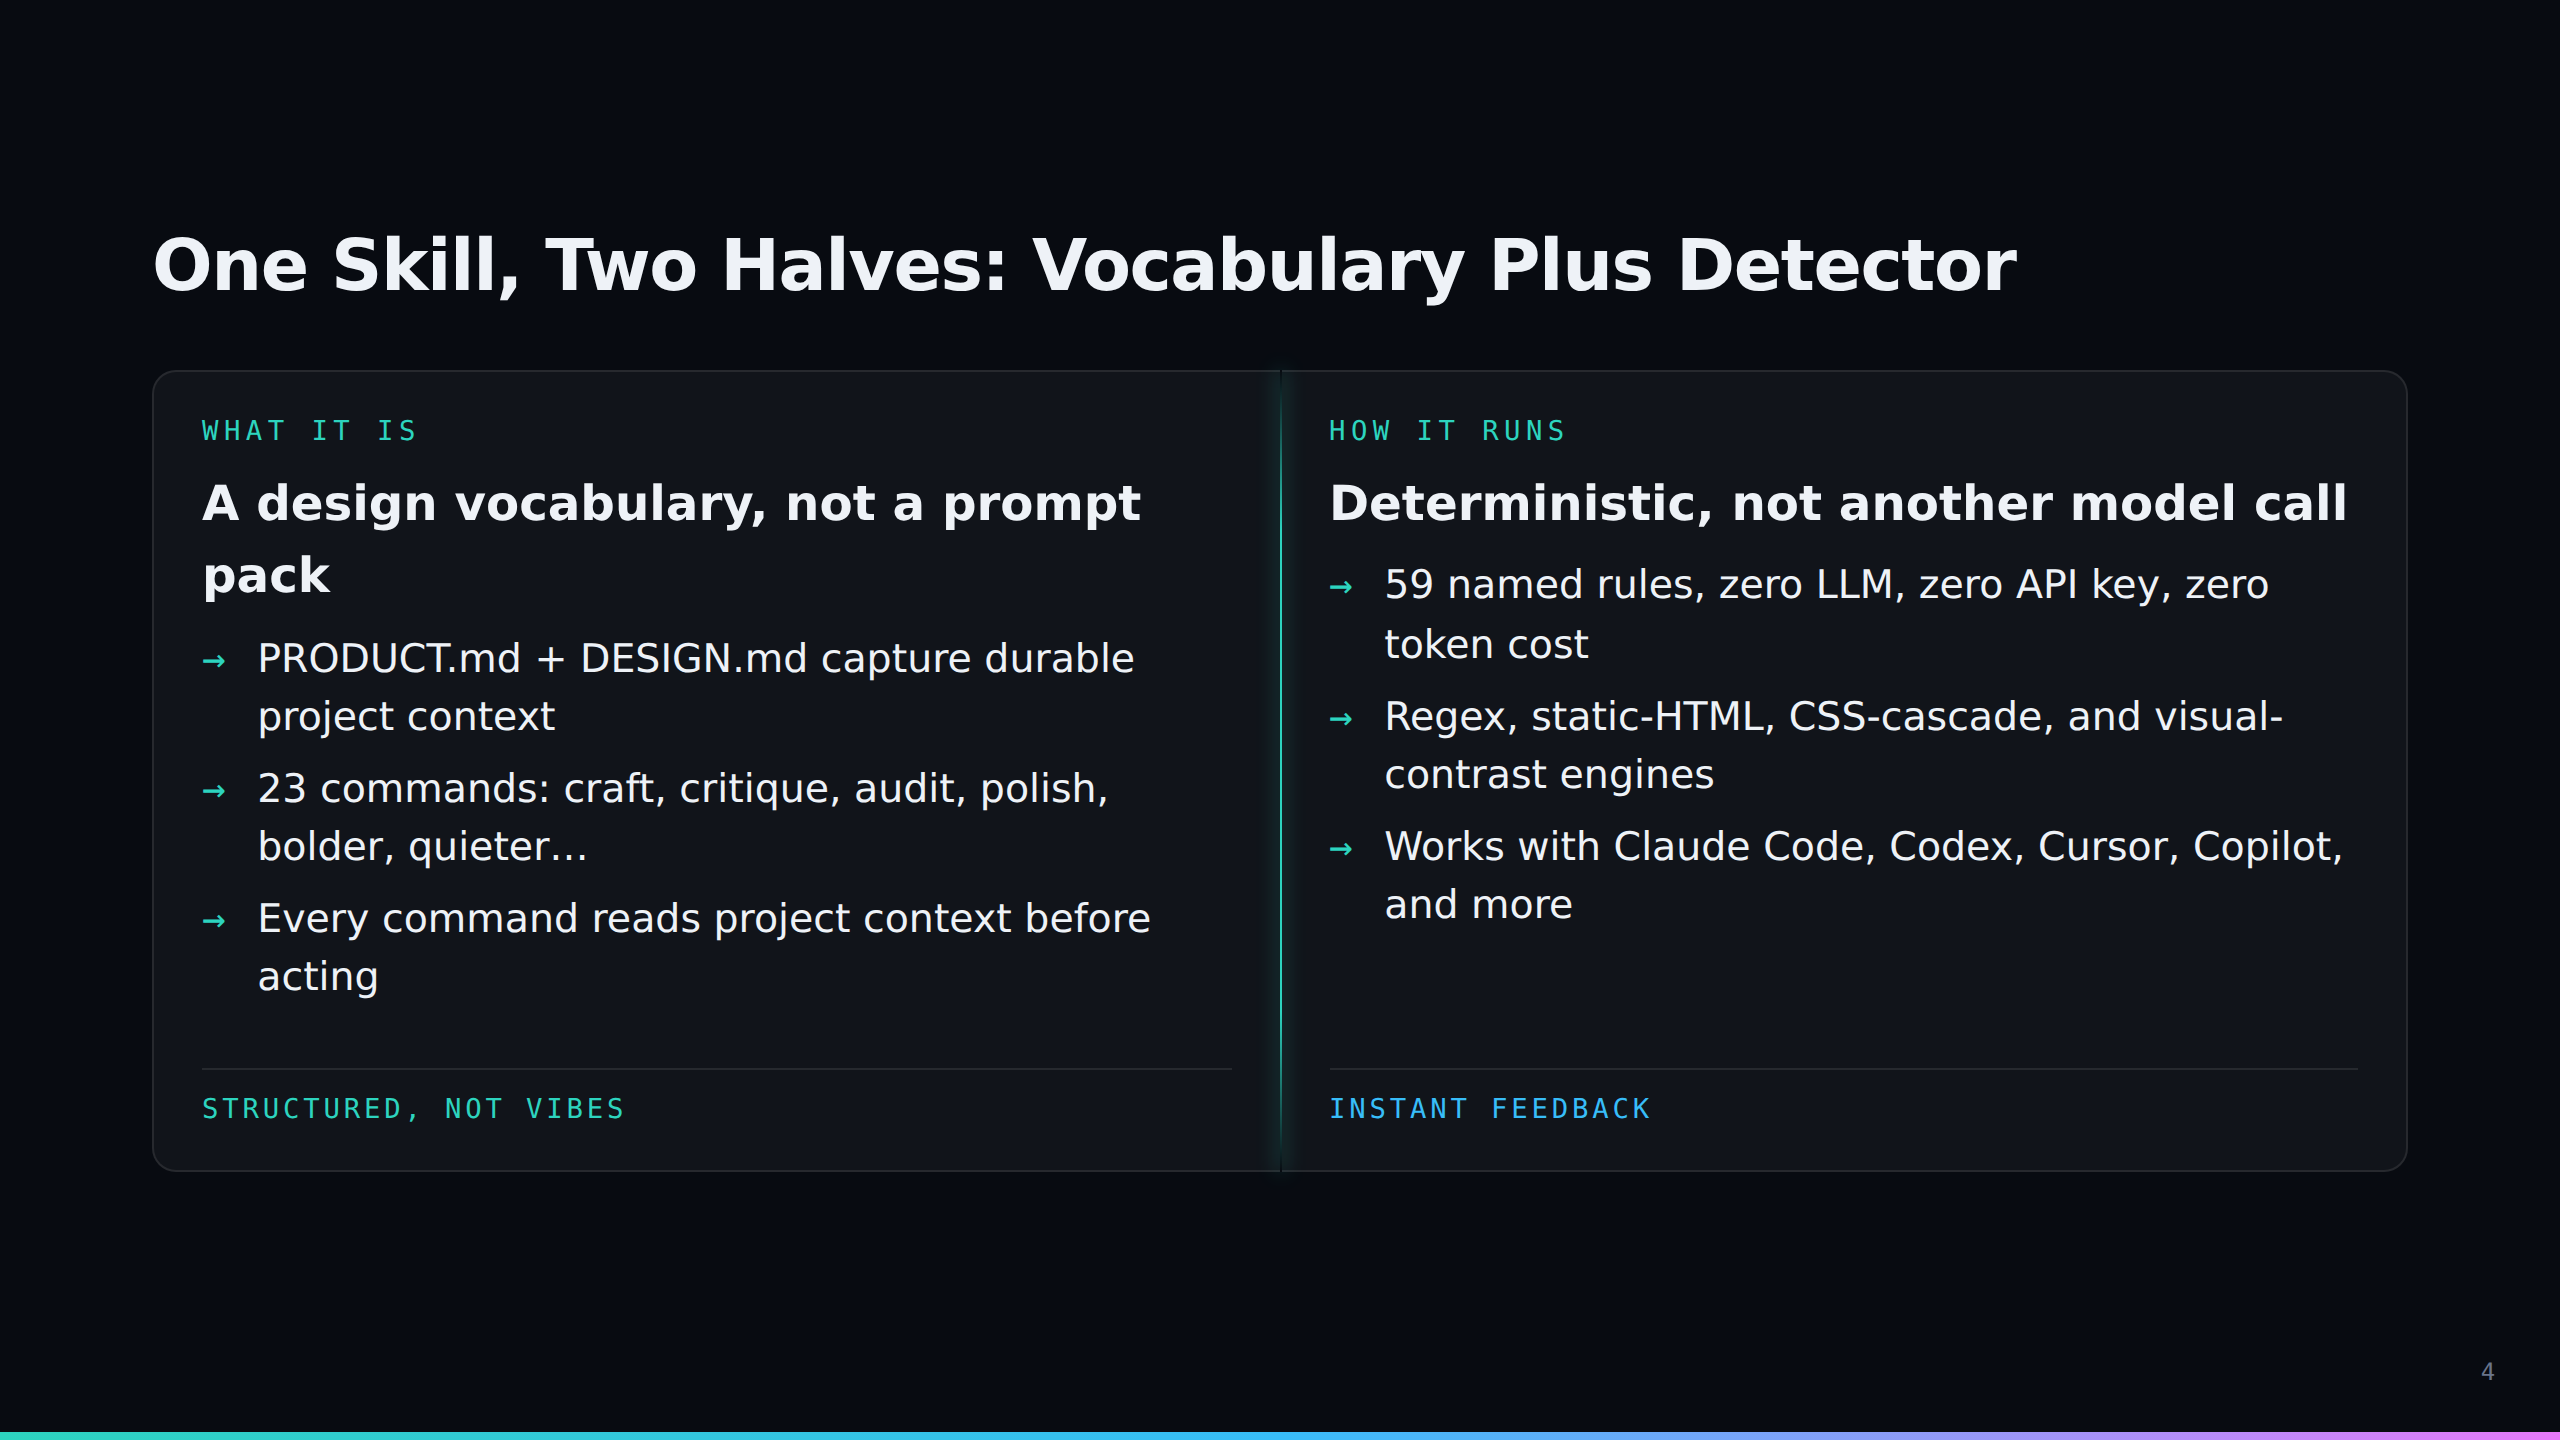 One Skill, Two Halves: Vocabulary Plus Detector
WHAT IT IS
A design vocabulary, not a prompt
pack
→ PRODUCT.md + DESIGN.md capture durable
project context
→ 23 commands: craft, critique, audit, polish,
bolder, quieter…
→ Every command reads project context before
acting
STRUCTURED, NOT VIBES
HOW IT RUNS
Deterministic, not another model call
→ 59 named rules, zero LLM, zero API key, zero
token cost
→ Regex, static-HTML, CSS-cascade, and visual-
contrast engines
→ Works with Claude Code, Codex, Cursor, Copilot,
and more
INSTANT FEEDBACK
4